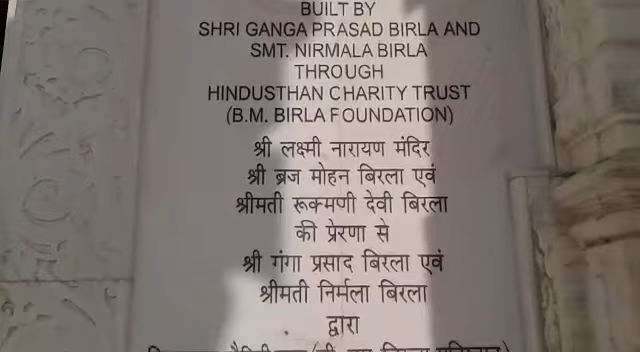 BUILT BY
SHRI GANGA PRASAD BIRLA AND
SMT. NIRMALA BIRLA
THROUGH
HINDUSTHAN CHARITY TRUST
(B.M. BIRLA FOUNDATION)
श्री लक्ष्मी नारायण मंदिर
श्री ब्रज मोहन बिरला एवं
श्रीमती रूक्मणी देवी बिरला
की प्रेरणा से
श्री गंगा प्रसाद बिरला एवं
श्रीमती निर्मला बिरला
द्वारा